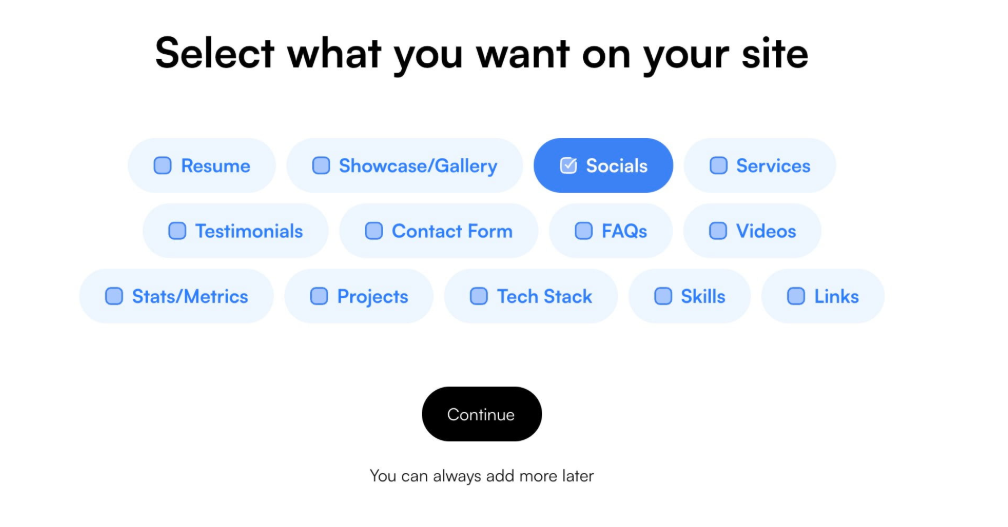 Select what you want on your site
Resume Showcase/Gallery Socials Services
Testimonials Contact Form FAQs Videos
Stats/Metrics Projects Tech Stack Skills Links
Continue
You can always add more later